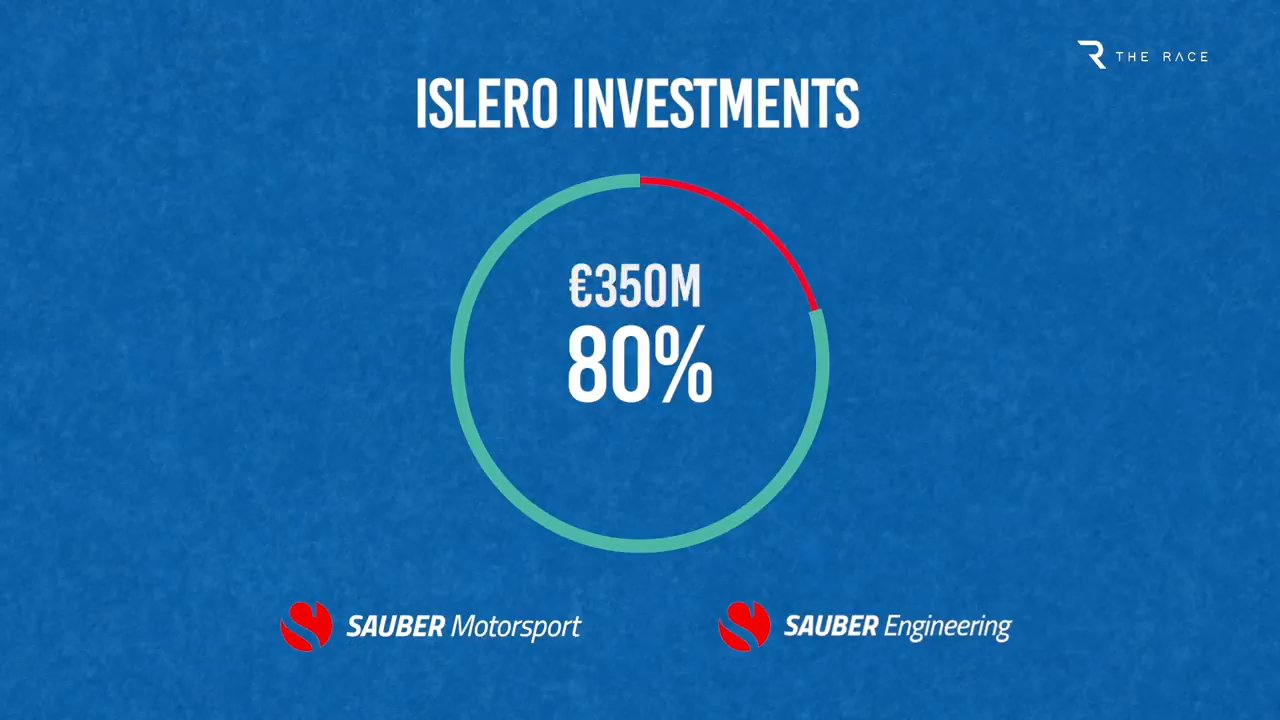 THE RACE
ISLERO INVESTMENTS
€350M
80%
SAUBER Motorsport
SAUBER Engineering